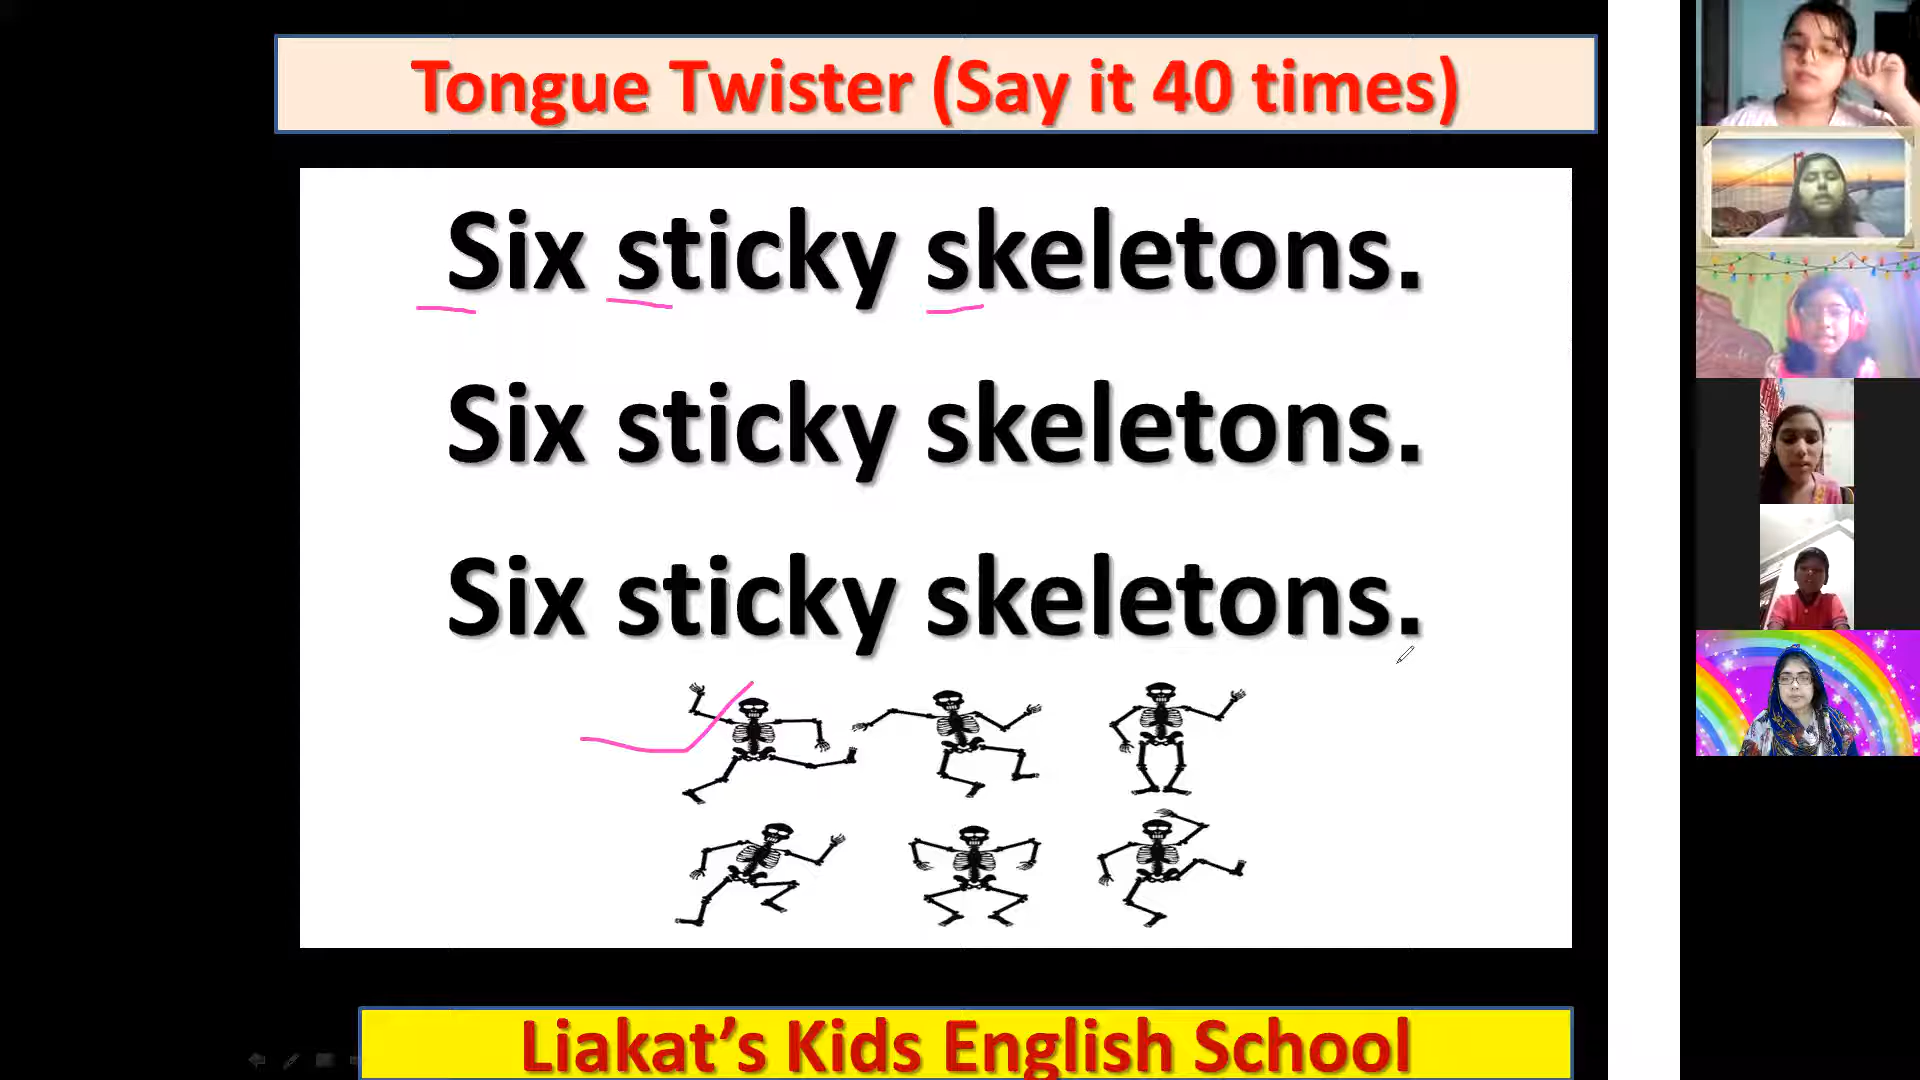 Tongue Twister (Say it 40 times)
Six sticky skeletons.
Six sticky skeletons.
Six sticky skeletons.
Liakat’s Kids English School